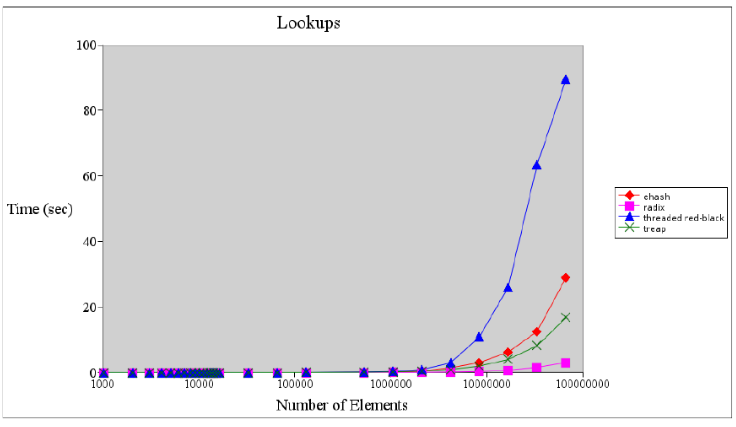 Lookups
100
80
60
40
20
0
Time (sec)
1000
10000
100000
1000000
10000000
100000000
Number of Elements
ehash
radix
threaded red-black
treap